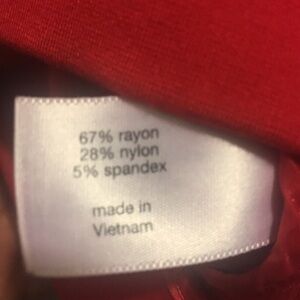 67% rayon
28% nylon
5% spandex
made in
Vietnam